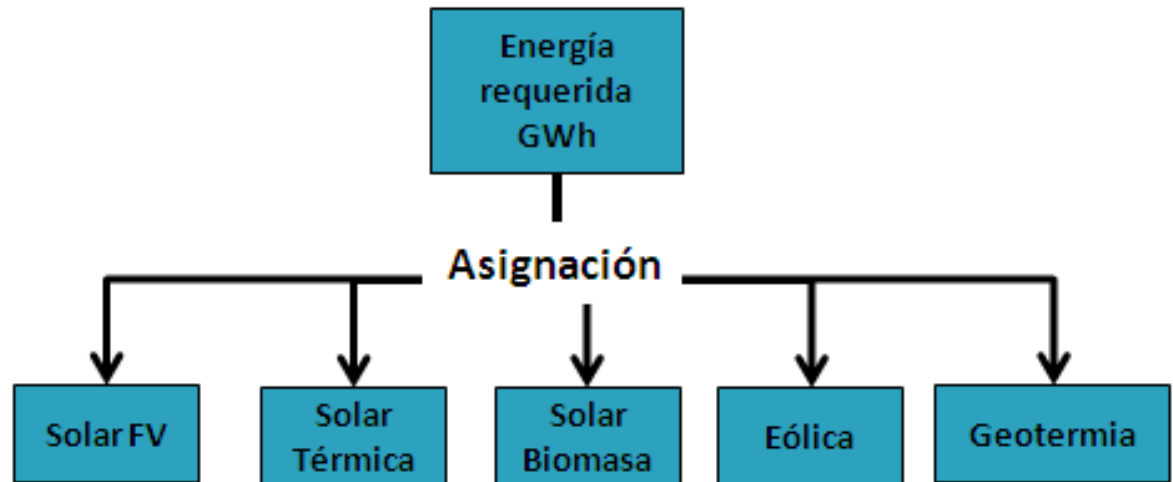 Energía
requerida
GWh
Asignación
Solar FV
Solar
Térmica
Solar
Biomasa
Eólica
Geotermia